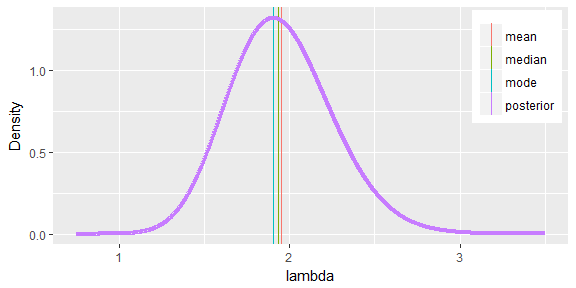 mean
median
mode
posterior
1.0
0.5
0.0
Density
1
2
3
lambda